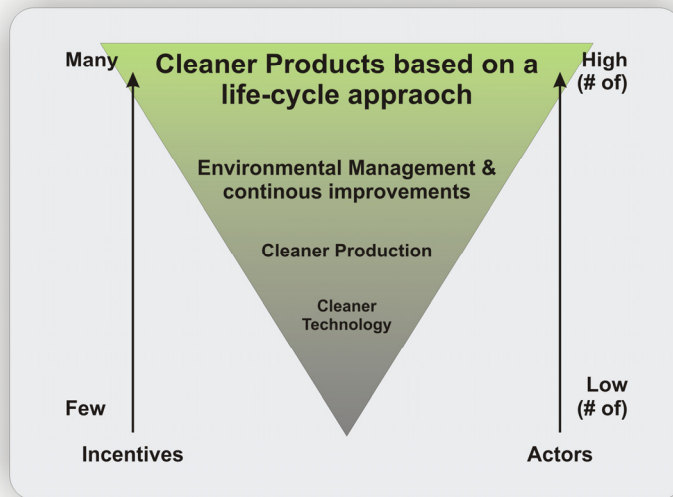 Many
Cleaner Products based on a
life-cycle appraoch
High
(# of)
Environmental Management &
continous improvements
Cleaner Production
Cleaner
Technology
Few
Low
(# of)
Incentives
Actors